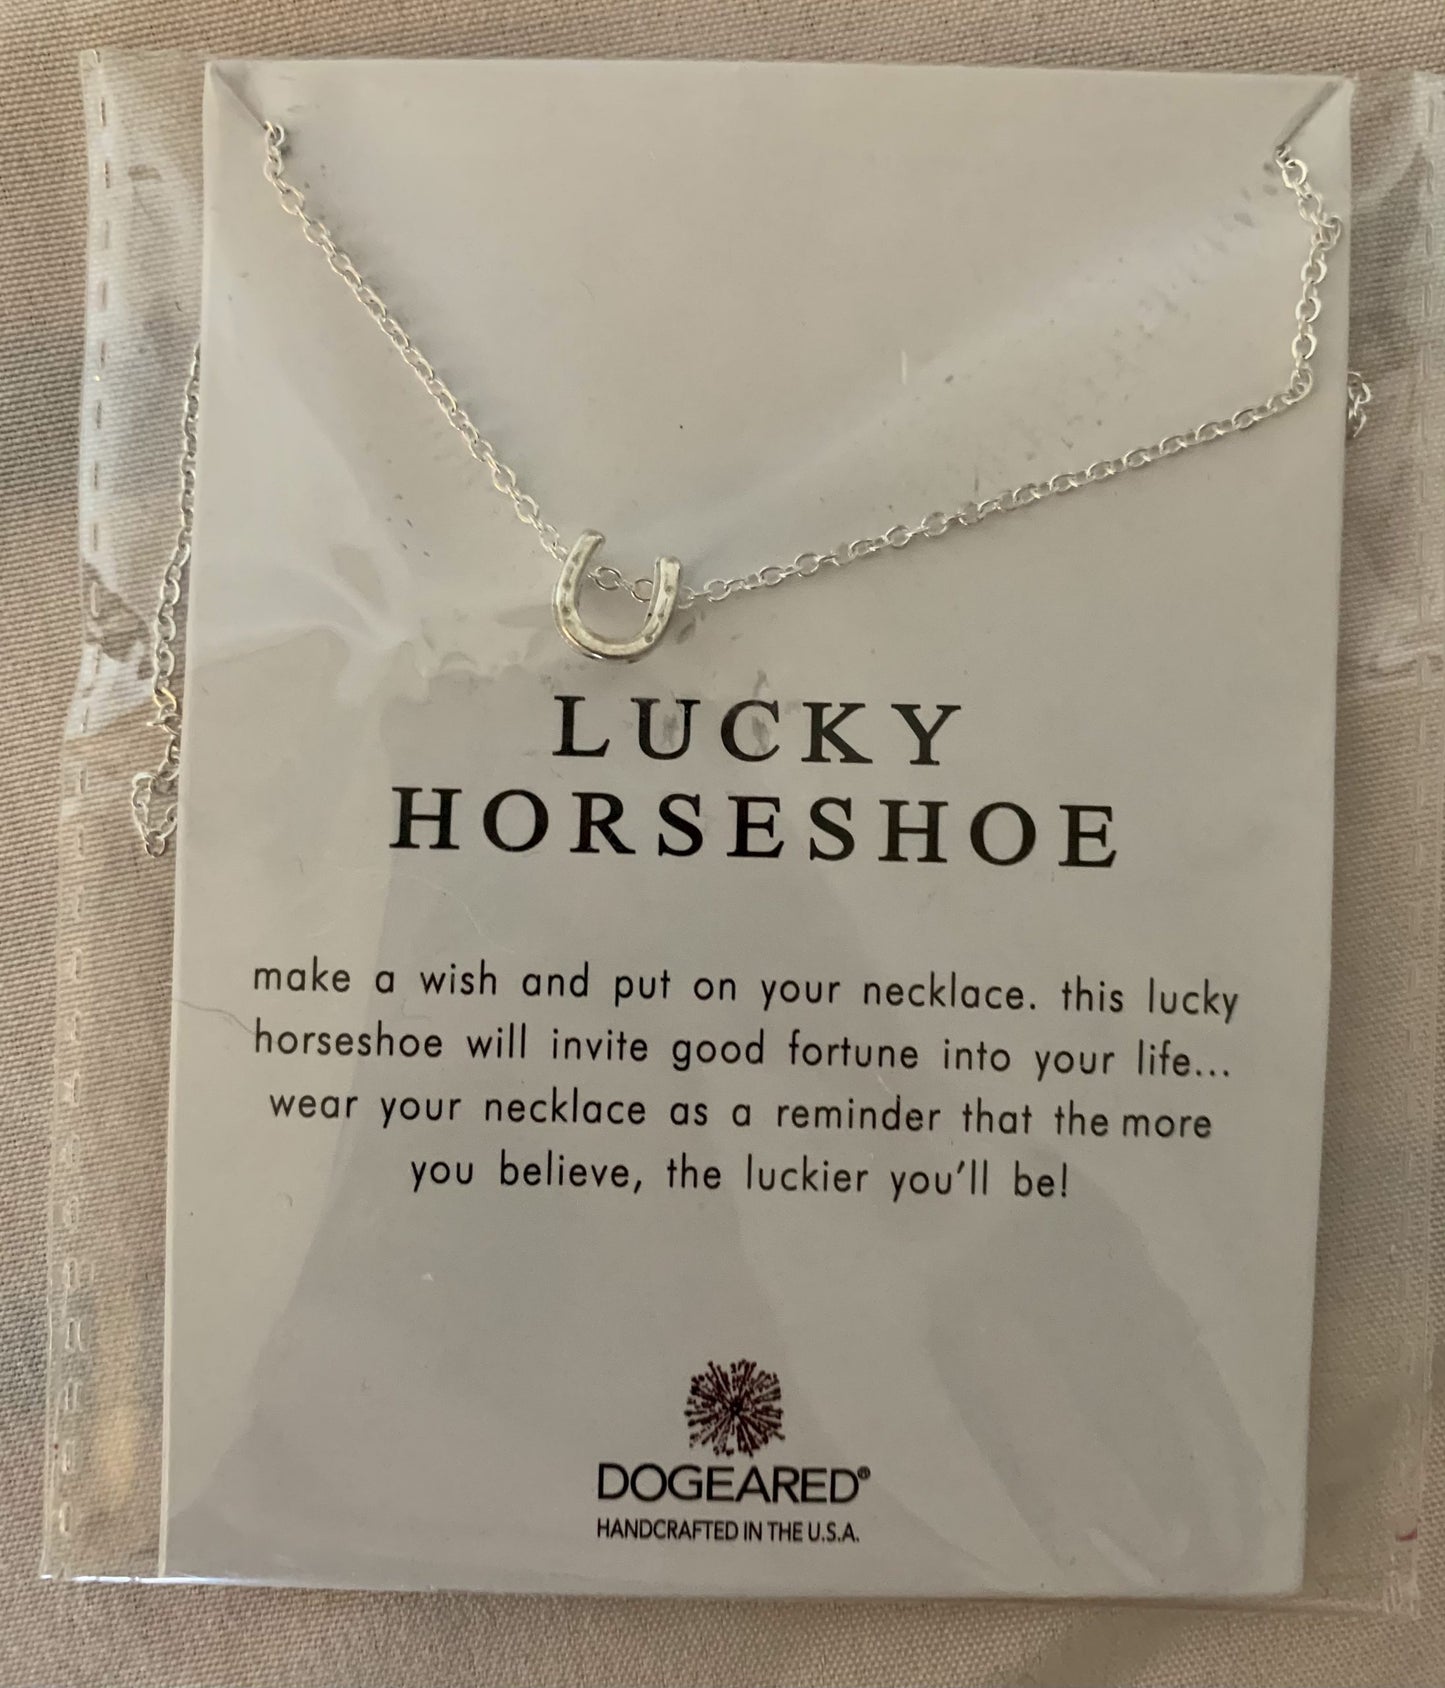 LUCKY
HORSESHOE
make a wish and put on your necklace. this lucky
horseshoe will invite good fortune into your life...
wear your necklace as a reminder that the more
you believe, the luckier you'll be!
DOGEARED®
HANDCRAFTED IN THE U.S.A.